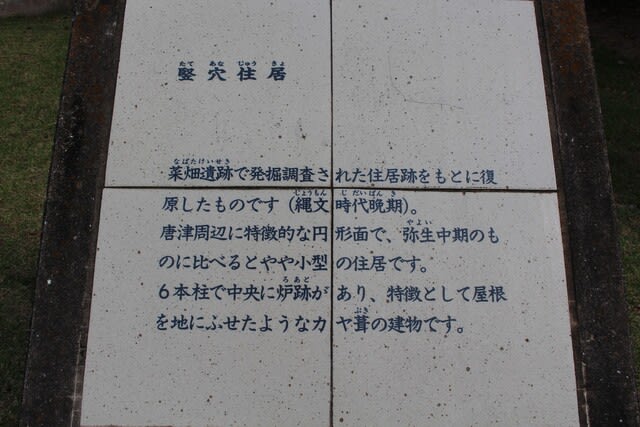 竪穴住居
菜畑遺跡で発掘調査された住居跡をもとに復
原したものです(縄文時代晩期)。
唐津周辺に特徴的な円形面で、弥生中期のも
のに比べるとやや小型の住居です。
6本柱で中央に炉跡があり、特徴として屋根
を地にふせたようなカヤ葺の建物です。